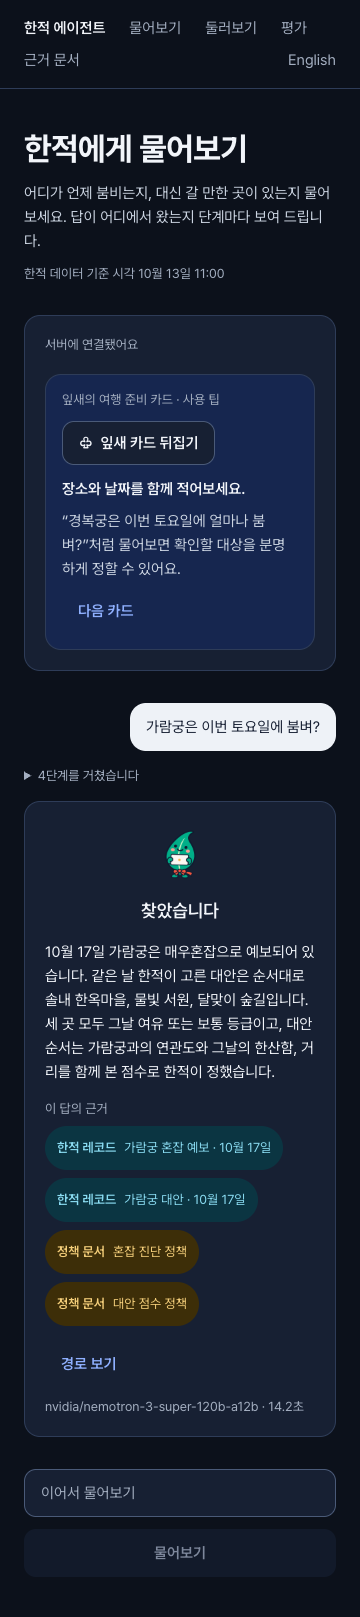 한적 에이전트 물어보기 둘러보기 평가
근거 문서 English
한적에게 물어보기
어디가 언제 붐비는지, 대신 갈 만한 곳이 있는지 물어
보세요. 답이 어디에서 왔는지 단계마다 보여 드립니
다.
한적 데이터 기준 시각 10월 13일 11:00
서버에 연결됐어요
잎새의 여행 준비 카드 · 사용 팁
잎새 카드 뒤집기
장소와 날짜를 함께 적어보세요.
“경복궁은 이번 토요일에 얼마나 붐
벼?”처럼 물어보면 확인할 대상을 분명
하게 정할 수 있어요.
다음 카드
가람궁은 이번 토요일에 붐벼?
▶ 4단계를 거쳤습니다
찾았습니다
10월 17일 가람궁은 매우혼잡으로 예보되어 있
습니다. 같은 날 한적이 고른 대안은 순서대로
솔내 한옥마을, 물빛 서원, 달맞이 숲길입니다.
세 곳 모두 그날 여유 또는 보통 등급이고, 대안
순서는 가람궁과의 연관도와 그날의 한산함, 거
리를 함께 본 점수로 한적이 정했습니다.
이 답의 근거
한적 레코드 가람궁 혼잡 예보 · 10월 17일
한적 레코드 가람궁 대안 · 10월 17일
정책 문서 혼잡 진단 정책
정책 문서 대안 점수 정책
경로 보기
nvidia/nemotron-3-super-120b-a12b · 14.2초
이어서 물어보기
물어보기